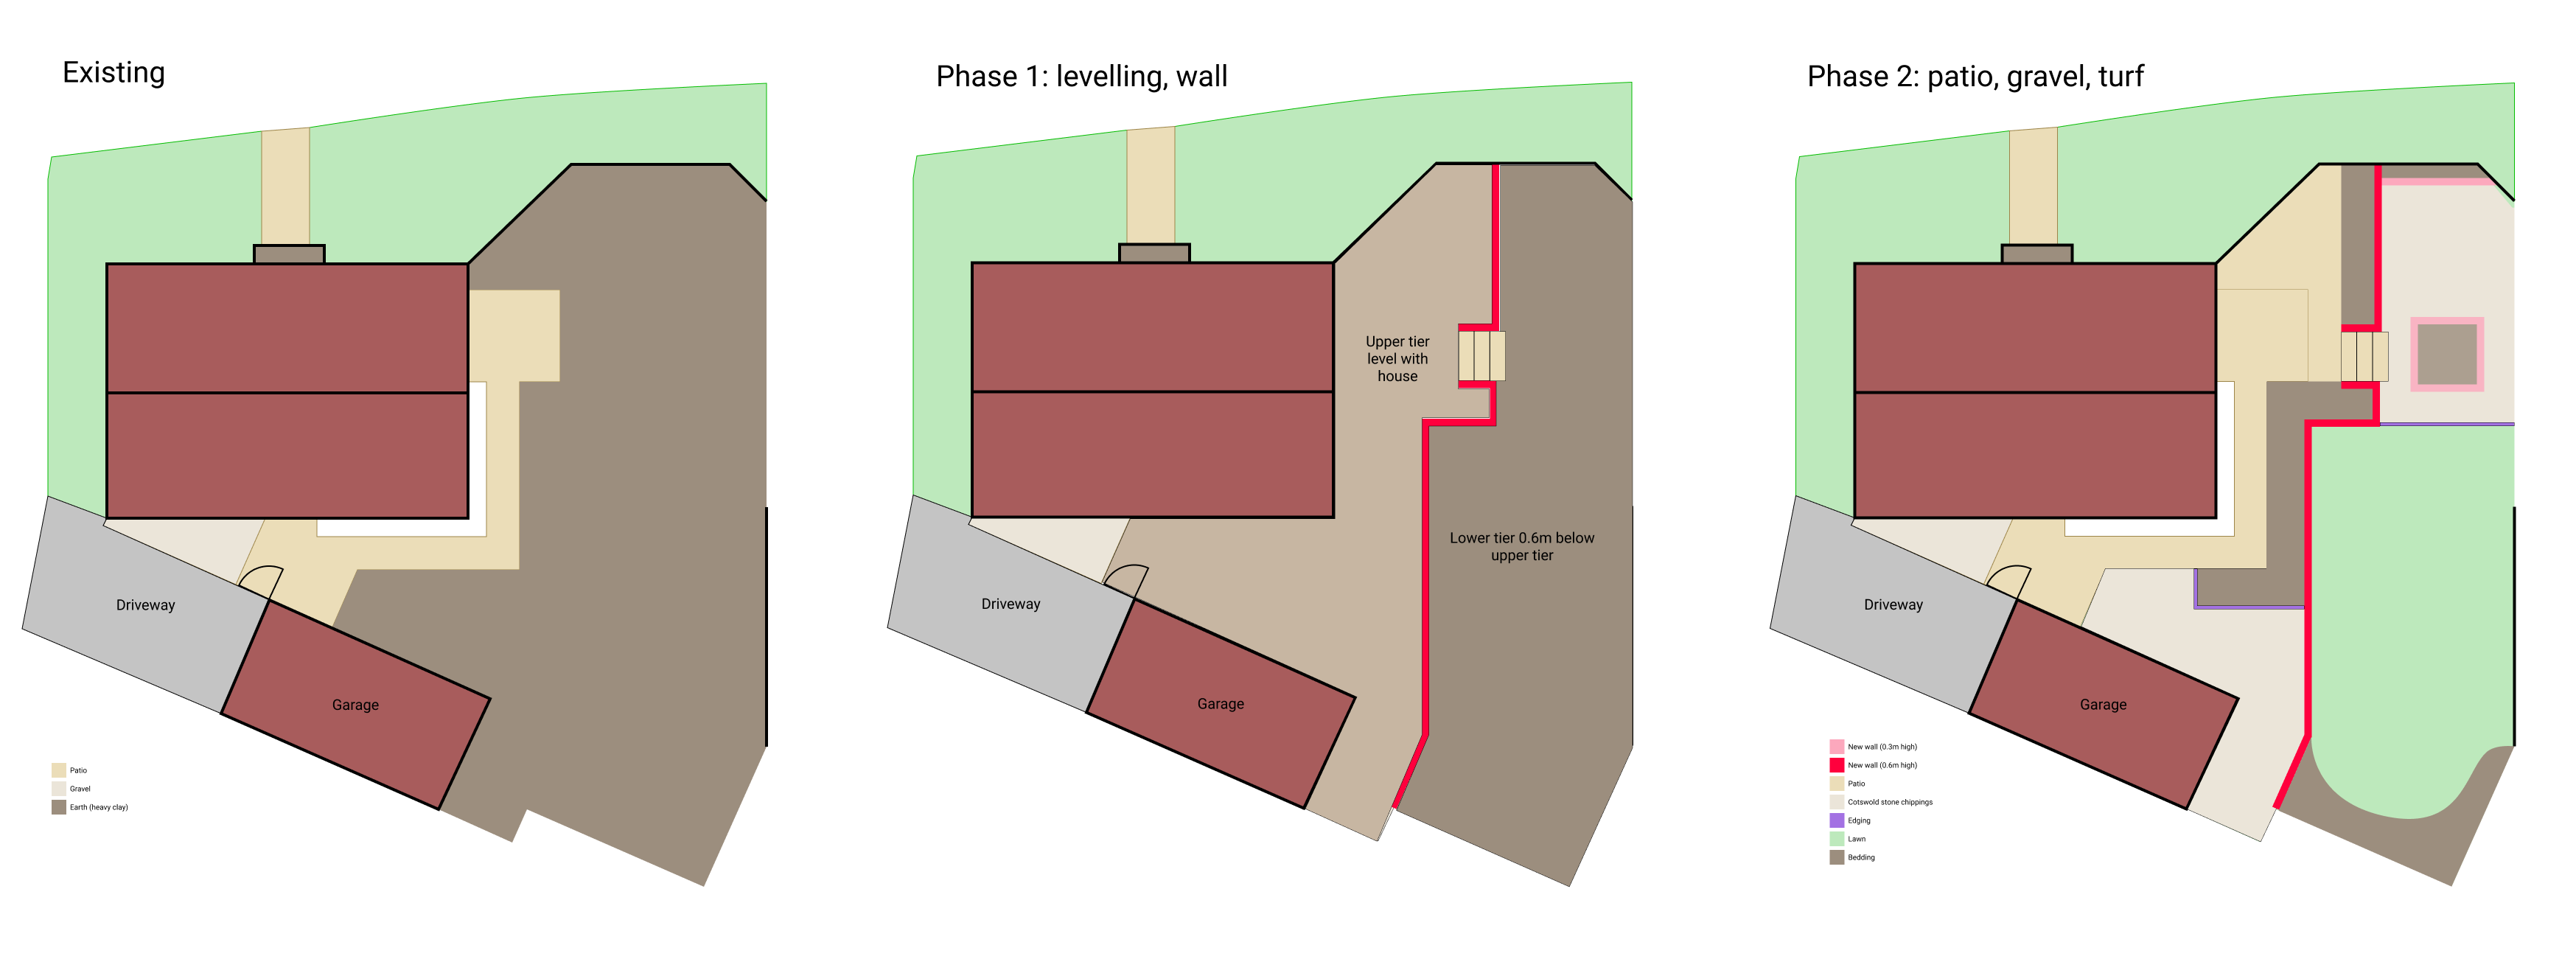 Existing
Driveway
Garage
Patio
Gravel
Earth (heavy clay)
Phase 1: levelling, wall
Upper tier
level with
house
Lower tier 0.6m below
upper tier
Driveway
Garage
Phase 2: patio, gravel, turf
Driveway
Garage
New wall (0.3m high)
New wall (0.6m high)
Patio
Cotswold stone chippings
Edging
Lawn
Bedding